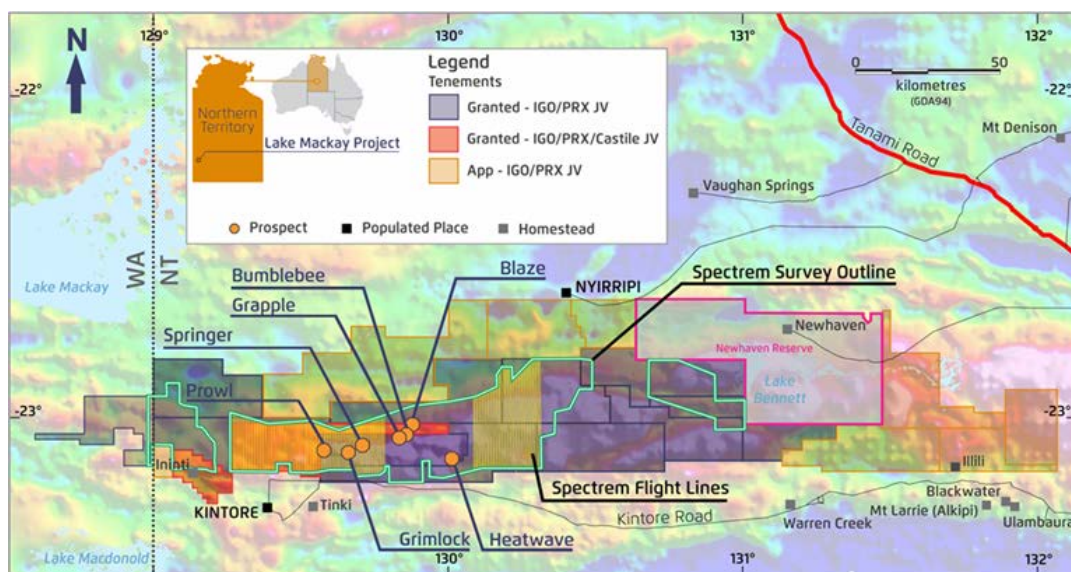 129°
130°
131°
132°
N
-22°
-22°
Northern
Territory
Lake Mackay Project
Legend
Tenements
Granted - IGO/PRX JV
Granted - IGO/PRX/Castile JV
App - IGO/PRX JV
Prospect
Populated Place
Homestead
0
50
kilometres
(GDA94)
Mt Denison
Tanami Road
Vaughan Springs
WA
NT
Lake Mackay
Bumblebee
Blaze
Grapple
Springer
Prowl
NYIRRIPI
Spectrem Survey Outline
Newhaven
Newhaven Reserve
Lake
Bennett
-23°
-23°
Ininti
KINTORE
Tinki
Grimlock
Heatwave
Spectrem Flight Lines
Kintore Road
Illili
Blackwater
Mt Larrie (Alkipi)
Warren Creek
Ulambaura
Lake Macdonold
129°
130°
131°
132°